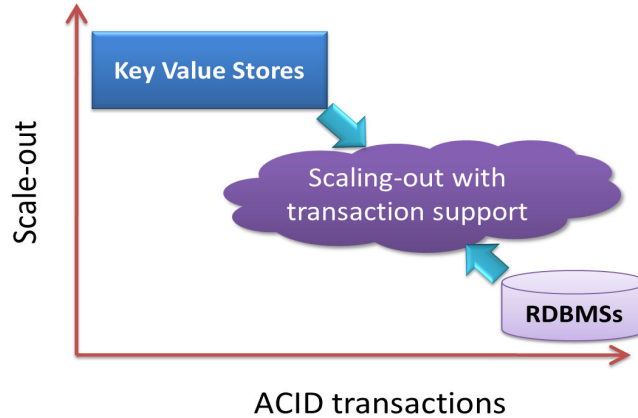 Key Value Stores
Scale-out
Scaling-out with
transaction support
RDBMSs
ACID transactions